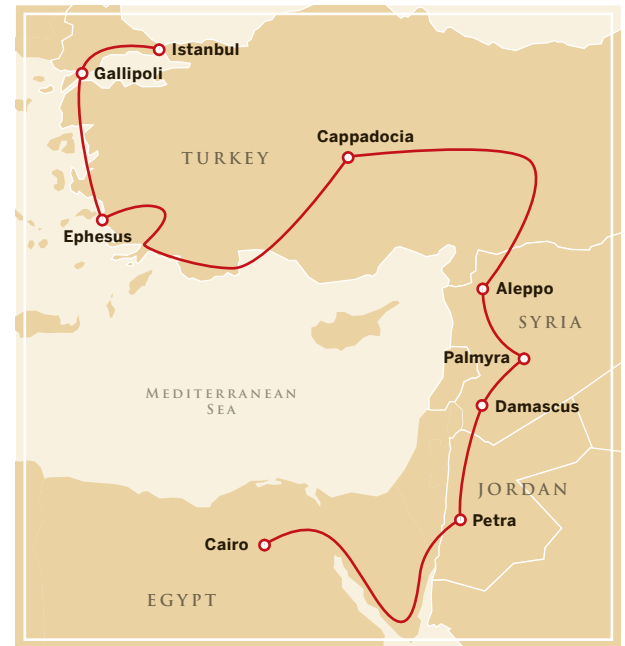 Istanbul
Gallipoli
Cappadocia
TURKEY
Ephesus
Aleppo
SYRIA
Palmyra
MEDITERRANEAN
SEA
Damascus
JORDAN
Petra
Cairo
EGYPT